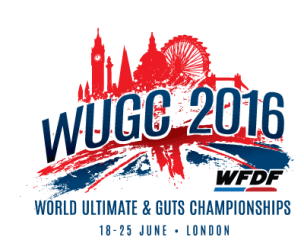 WUGC 2016
WFDF
WORLD ULTIMATE & GUTS CHAMPIONSHIPS
18-25 JUNE • LONDON